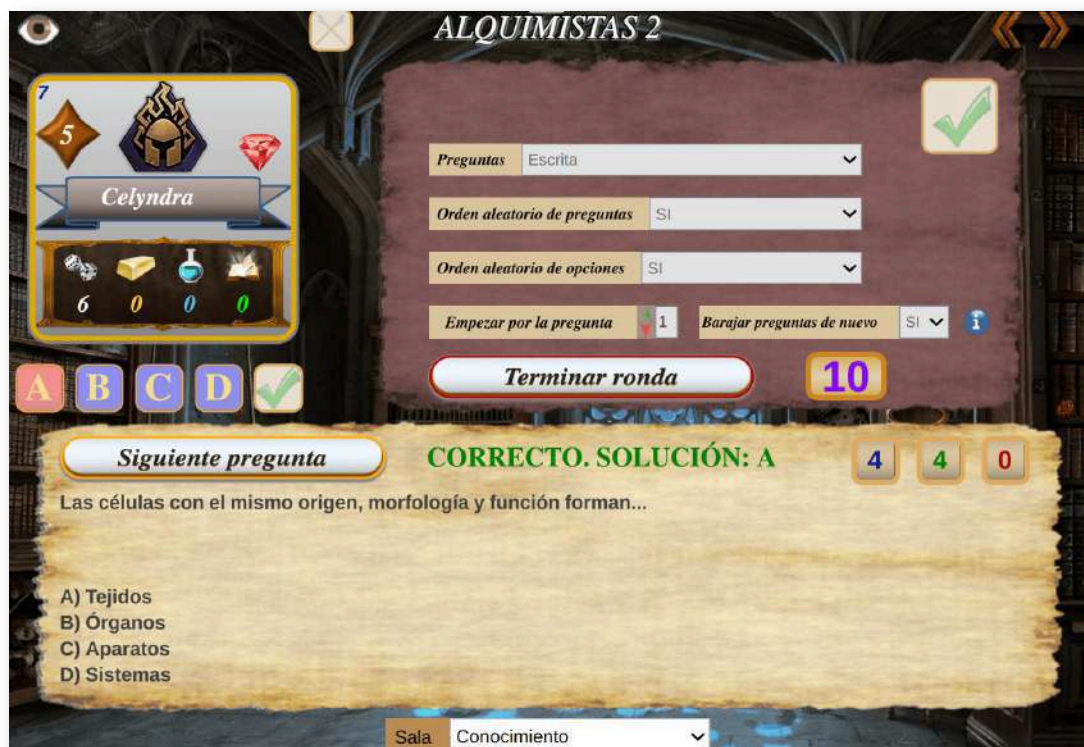 ALQUIMISTAS 2
7
5
Celyndra
6 0 0 0
Preguntas Escrita
Orden aleatorio de preguntas SI
Orden aleatorio de opciones SI
Empezar por la pregunta 1 Barajar preguntas de nuevo SI i
Terminar ronda 10
A B C D
Siguiente pregunta CORRECTO. SOLUCIÓN: A 4 4 0
Las células con el mismo origen, morfología y función forman...
A) Tejidos
B) Órganos
C) Aparatos
D) Sistemas
Sala Conocimiento